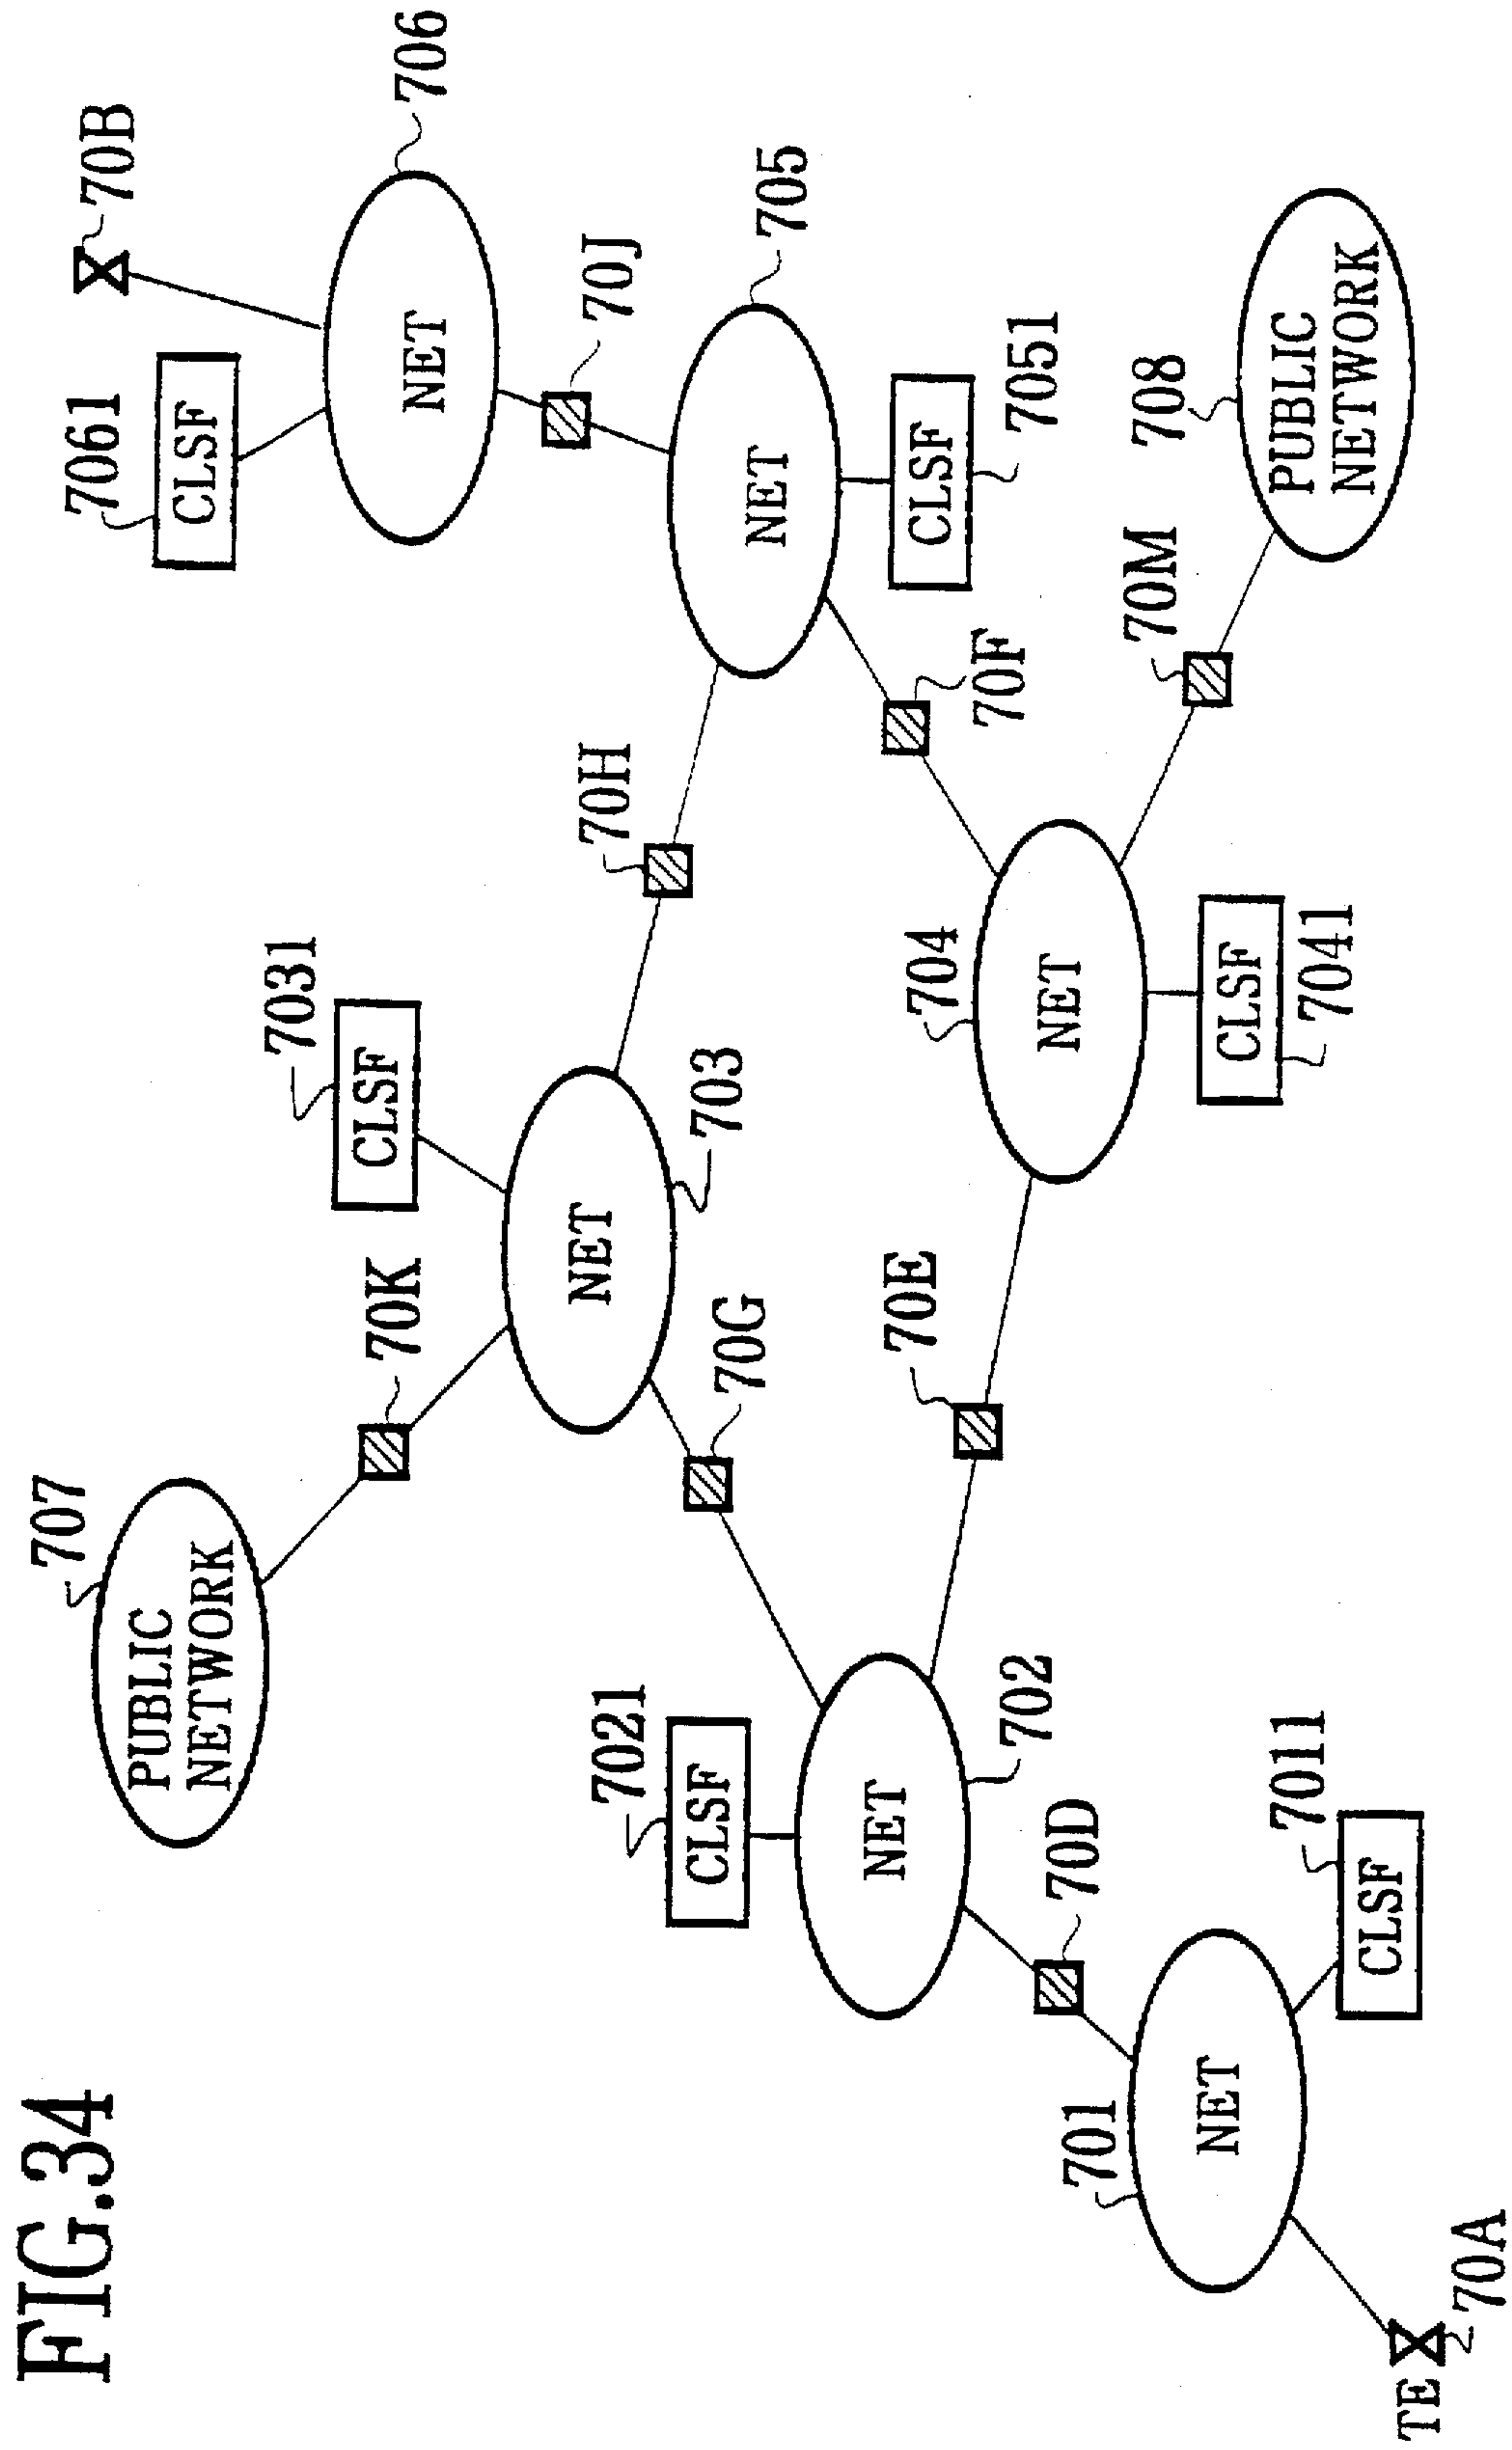 FIG.34
707
PUBLIC
NETWORK
70K
7031
CLSF
NET
703
70H
7061
CLSF
70B
NET
706
70J
705
NET
CLSF
7051
7021
CLSF
NET
702
70G
70E
704
NET
CLSF
7041
70F
70M
708
PUBLIC
NETWORK
70D
701
NET
7011
CLSF
TE
70A